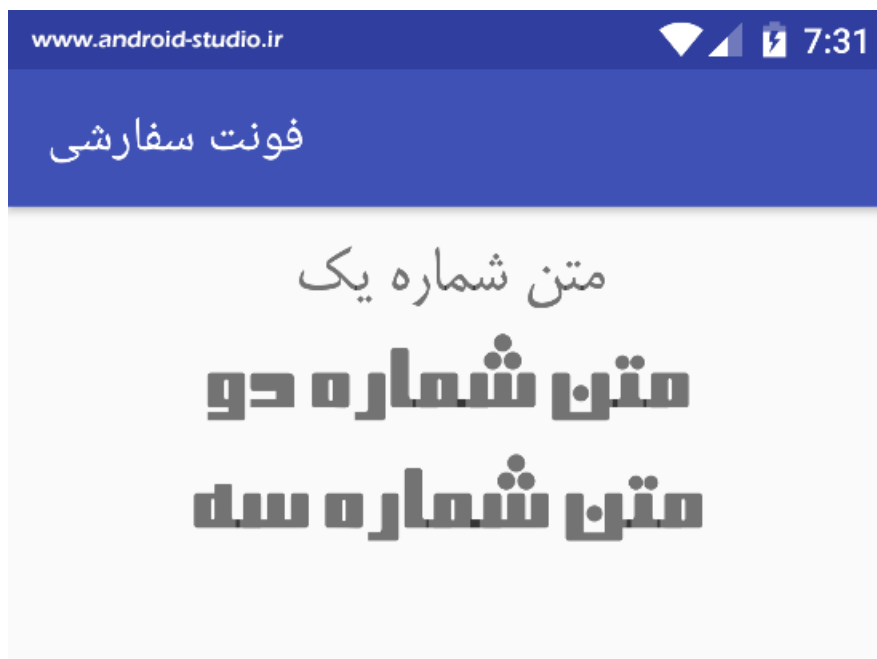 www.android-studio.ir 7:31
فونت سفارشی
متن شماره یک
متن شماره دو
متن شماره سه